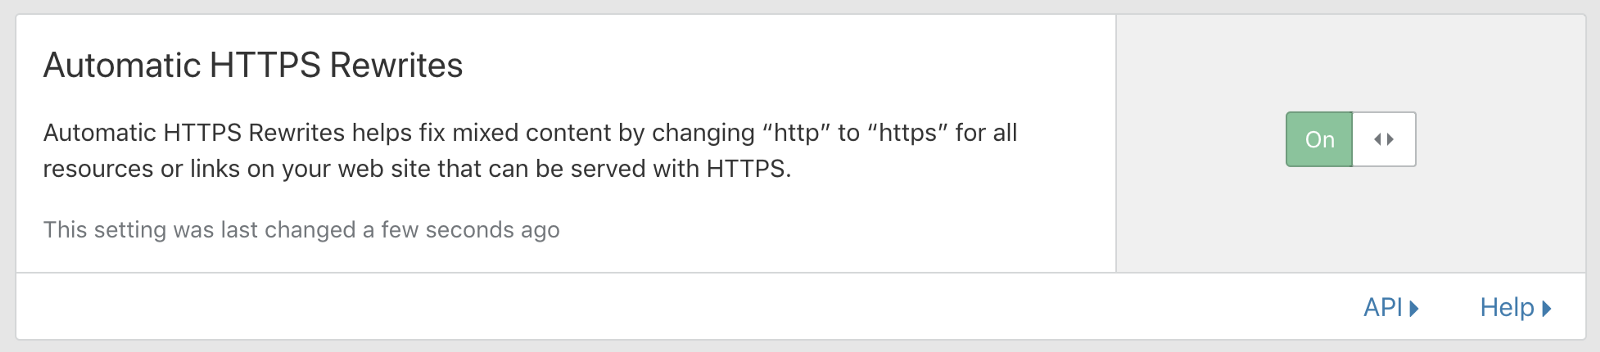 Automatic HTTPS Rewrites
Automatic HTTPS Rewrites helps fix mixed content by changing “http” to “https” for all
resources or links on your web site that can be served with HTTPS.
This setting was last changed a few seconds ago
On
API
Help